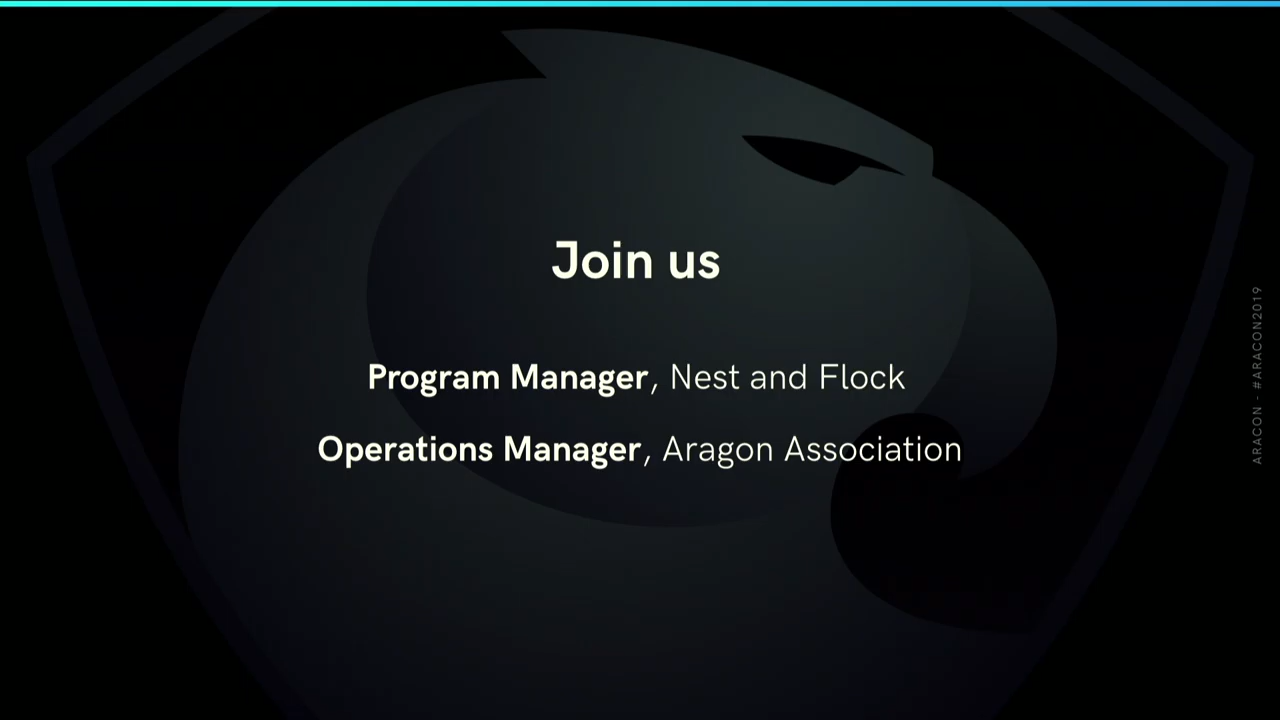 Join us
Program Manager, Nest and Flock
Operations Manager, Aragon Association
ARACON - #ARACON2019